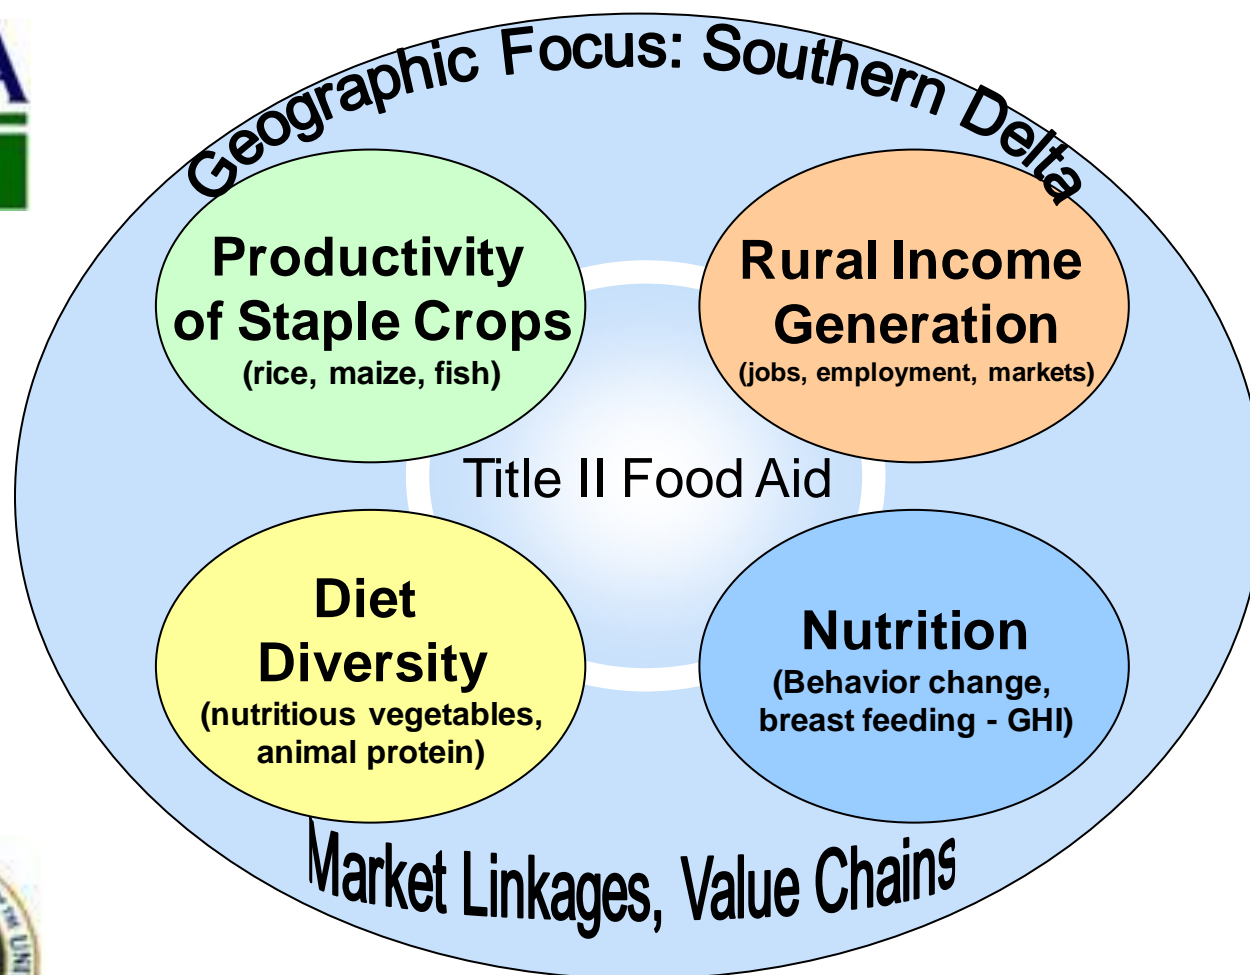 Geographic Focus: Southern Delta
Productivity
of Staple Crops
(rice, maize, fish)
Rural Income
Generation
(jobs, employment, markets)
Title II Food Aid
Diet
Diversity
(nutritious vegetables,
animal protein)
Nutrition
(Behavior change,
breast feeding - GHI)
Market Linkages, Value Chains